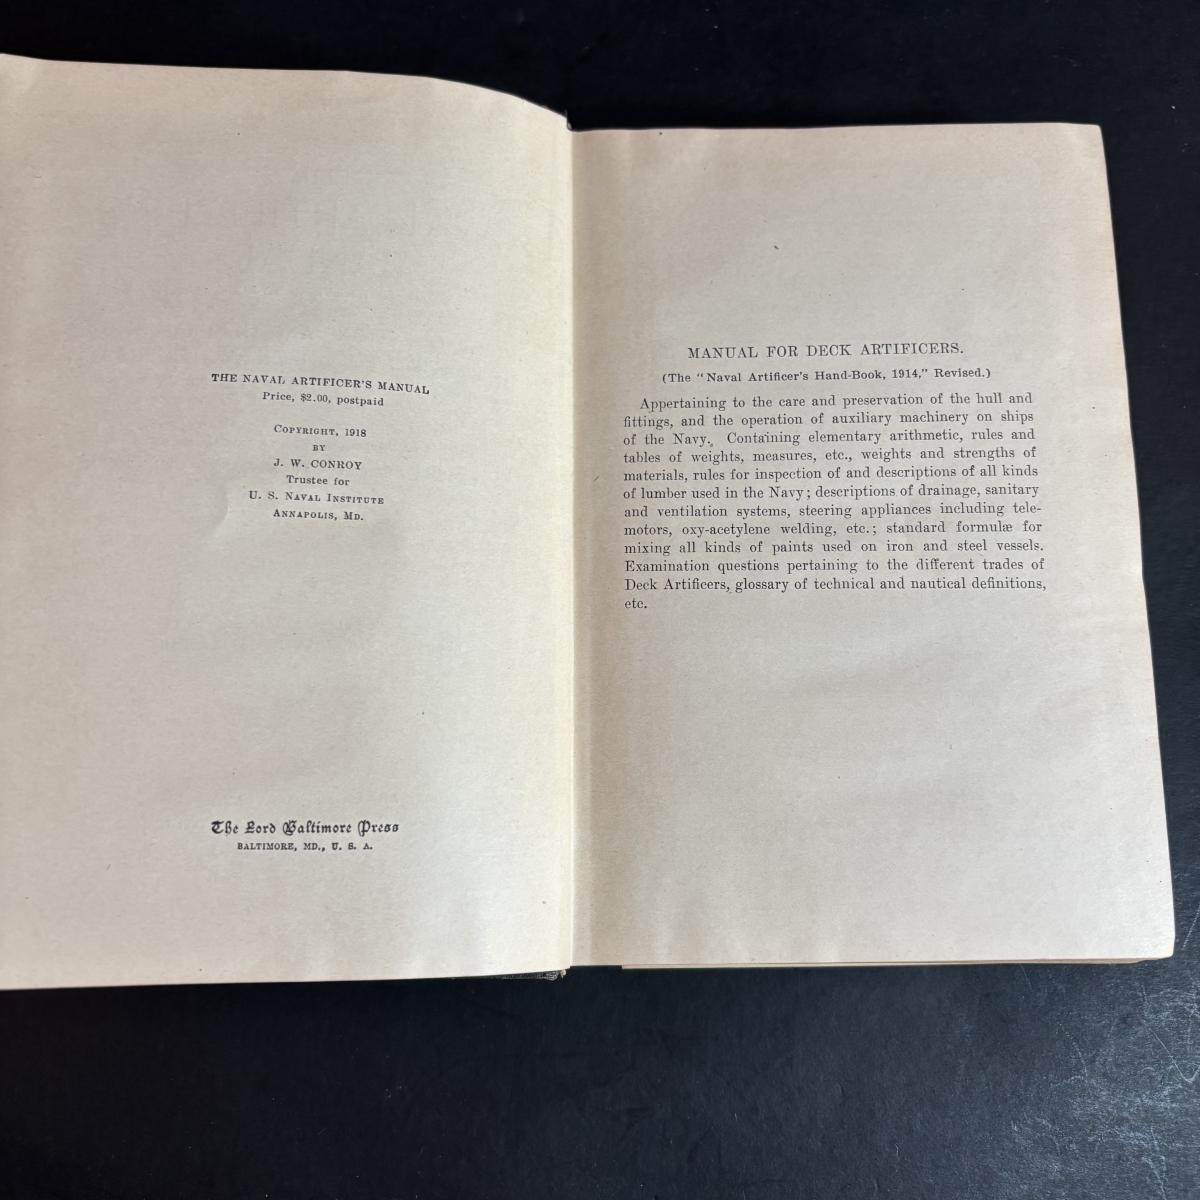 THE NAVAL ARTIFICER'S MANUAL
Price, $2.00, postpaid
COPYRIGHT, 1918
BY
J. W. CONROY
Trustee for
U. S. NAVAL INSTITUTE
ANNAPOLIS, MD.
The Lord Baltimore Press
BALTIMORE, MD., U. S. A.
MANUAL FOR DECK ARTIFICERS.
(The "Naval Artificer's Hand-Book, 1914," Revised.)
Appertaining to the care and preservation of the hull and
fittings, and the operation of auxiliary machinery on ships
of the Navy. Containing elementary arithmetic, rules and
tables of weights, measures, etc., weights and strengths of
materials, rules for inspection of and descriptions of all kinds
of lumber used in the Navy; descriptions of drainage, sanitary
and ventilation systems, steering appliances including tele-
motors, oxy-acetylene welding, etc.; standard formulæ for
mixing all kinds of paints used on iron and steel vessels.
Examination questions pertaining to the different trades of
Deck Artificers, glossary of technical and nautical definitions,
etc.